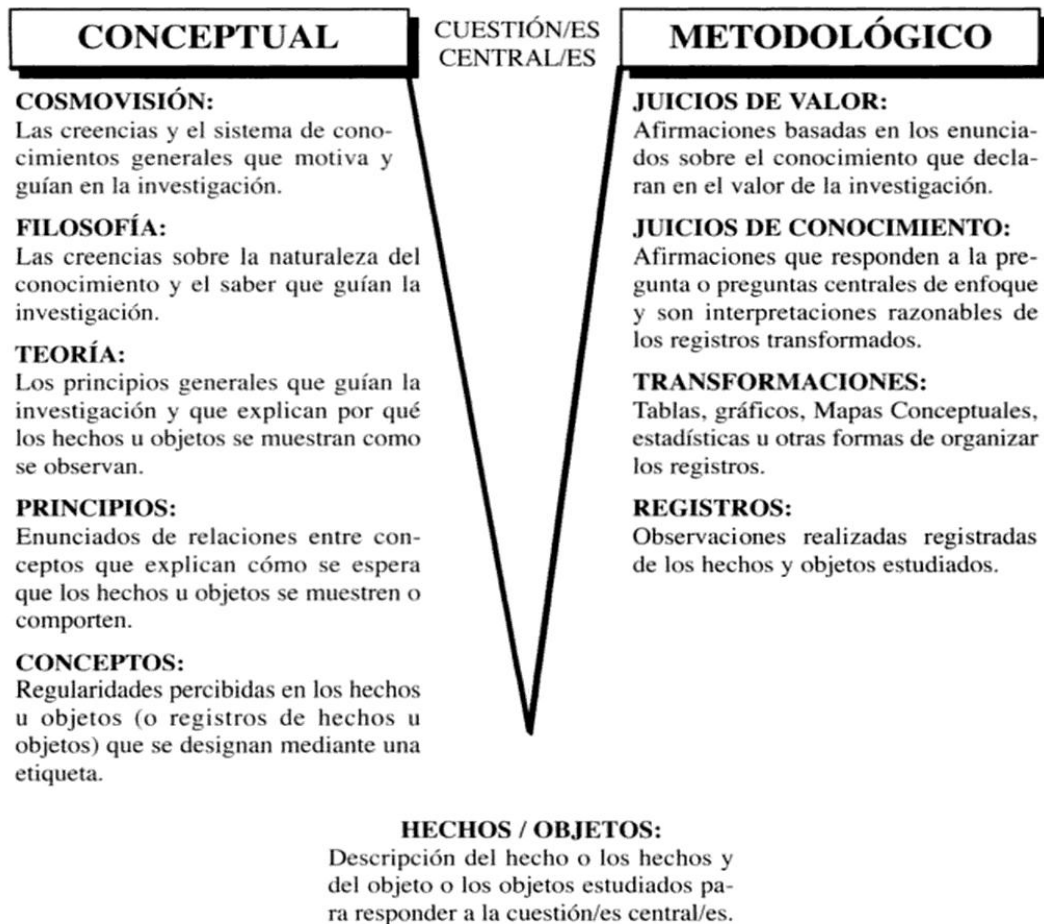 CONCEPTUAL
CUESTIÓN/ES
CENTRAL/ES
METODOLÓGICO
COSMOVISIÓN:
Las creencias y el sistema de cono-
cimientos generales que motiva y
guían en la investigación.
FILOSOFÍA:
Las creencias sobre la naturaleza del
conocimiento y el saber que guían la
investigación.
TEORÍA:
Los principios generales que guían la
investigación y que explican por qué
los hechos u objetos se muestran como
se observan.
PRINCIPIOS:
Enunciados de relaciones entre con-
ceptos que explican cómo se espera
que los hechos u objetos se muestren o
comporten.
CONCEPTOS:
Regularidades percibidas en los hechos
u objetos (o registros de hechos u
objetos) que se designan mediante una
etiqueta.
JUICIOS DE VALOR:
Afirmaciones basadas en los enuncia-
dos sobre el conocimiento que decla-
ran en el valor de la investigación.
JUICIOS DE CONOCIMIENTO:
Afirmaciones que responden a la pre-
gunta o preguntas centrales de enfoque
y son interpretaciones razonables de
los registros transformados.
TRANSFORMACIONES:
Tablas, gráficos, Mapas Conceptuales,
estadísticas u otras formas de organizar
los registros.
REGISTROS:
Observaciones realizadas registradas
de los hechos y objetos estudiados.
HECHOS / OBJETOS:
Descripción del hecho o los hechos y
del objeto o los objetos estudiados pa-
ra responder a la cuestión/es central/es.